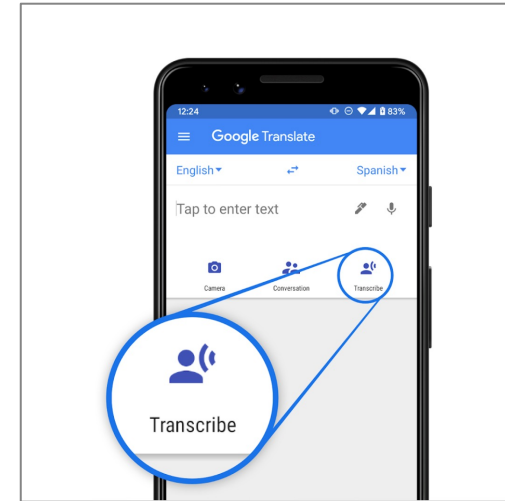 12:24 83%
Google Translate
English Spanish
Tap to enter text
Camera Conversation Transcribe
Transcribe